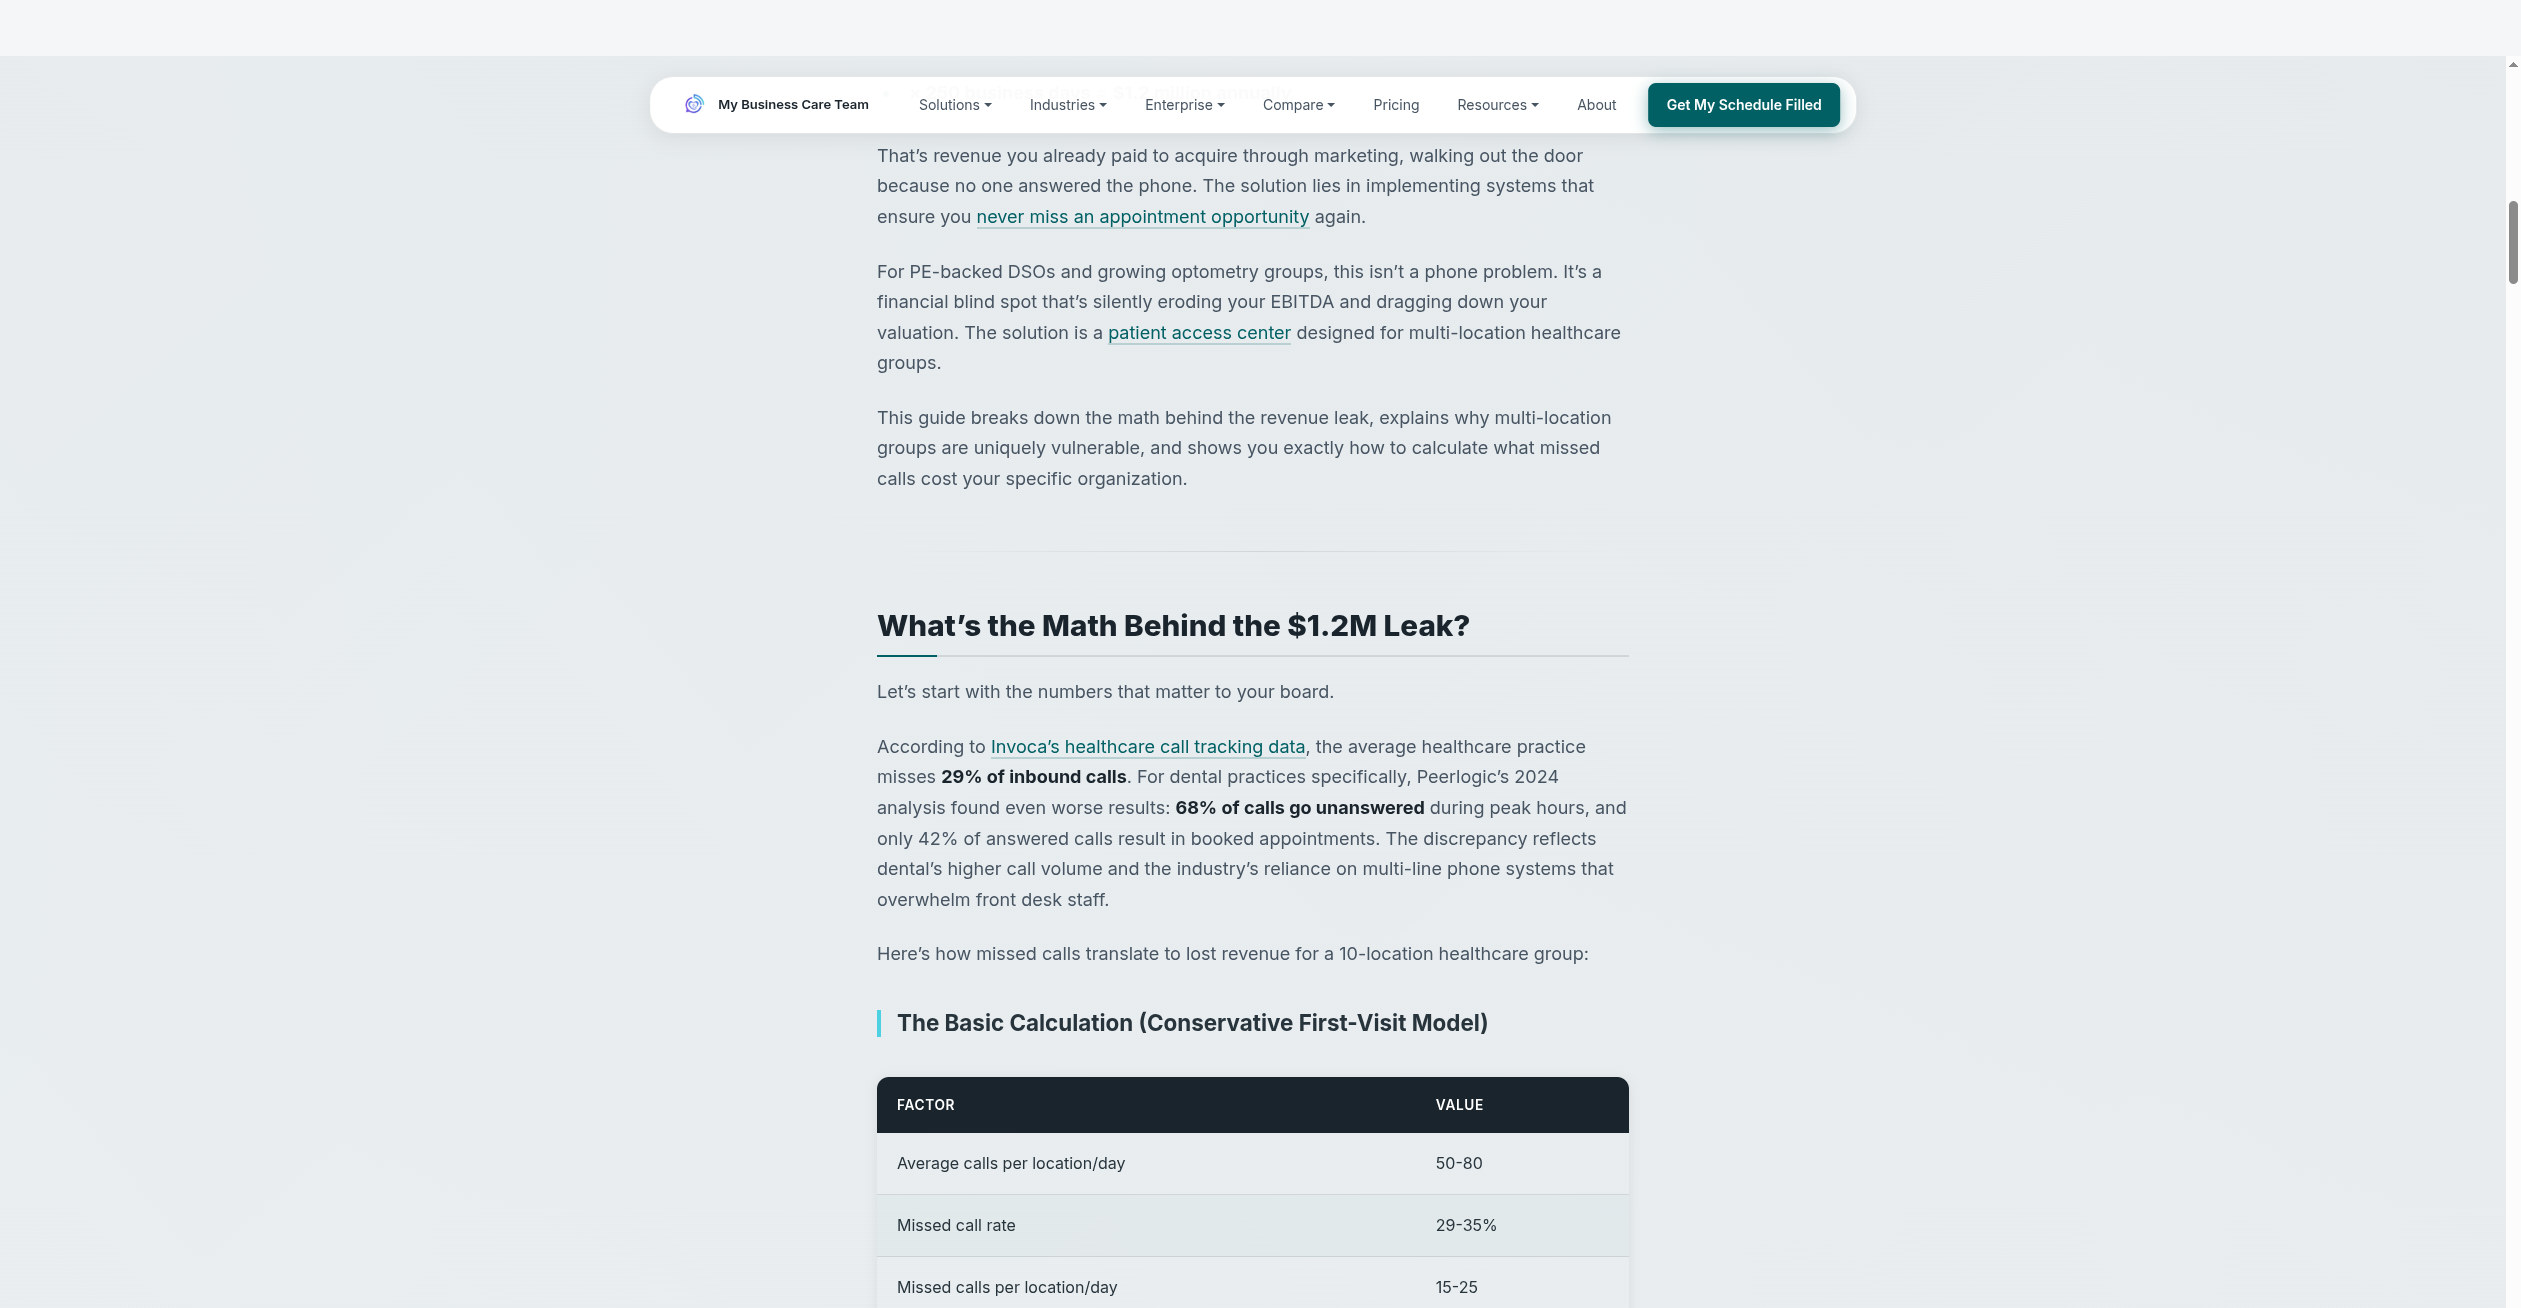 My Business Care Team
Solutions
Industries
Enterprise
Compare
Pricing
Resources
About
Get My Schedule Filled
That’s revenue you already paid to acquire through marketing, walking out the door
because no one answered the phone. The solution lies in implementing systems that
ensure you never miss an appointment opportunity again.
For PE-backed DSOs and growing optometry groups, this isn’t a phone problem. It’s a
financial blind spot that’s silently eroding your EBITDA and dragging down your
valuation. The solution is a patient access center designed for multi-location healthcare
groups.
This guide breaks down the math behind the revenue leak, explains why multi-location
groups are uniquely vulnerable, and shows you exactly how to calculate what missed
calls cost your specific organization.
What’s the Math Behind the $1.2M Leak?
Let’s start with the numbers that matter to your board.
According to Invoca’s healthcare call tracking data, the average healthcare practice
misses 29% of inbound calls. For dental practices specifically, Peerlogic’s 2024
analysis found even worse results: 68% of calls go unanswered during peak hours, and
only 42% of answered calls result in booked appointments. The discrepancy reflects
dental’s higher call volume and the industry’s reliance on multi-line phone systems that
overwhelm front desk staff.
Here’s how missed calls translate to lost revenue for a 10-location healthcare group:
The Basic Calculation (Conservative First-Visit Model)
FACTOR VALUE
Average calls per location/day 50-80
Missed call rate 29-35%
Missed calls per location/day 15-25